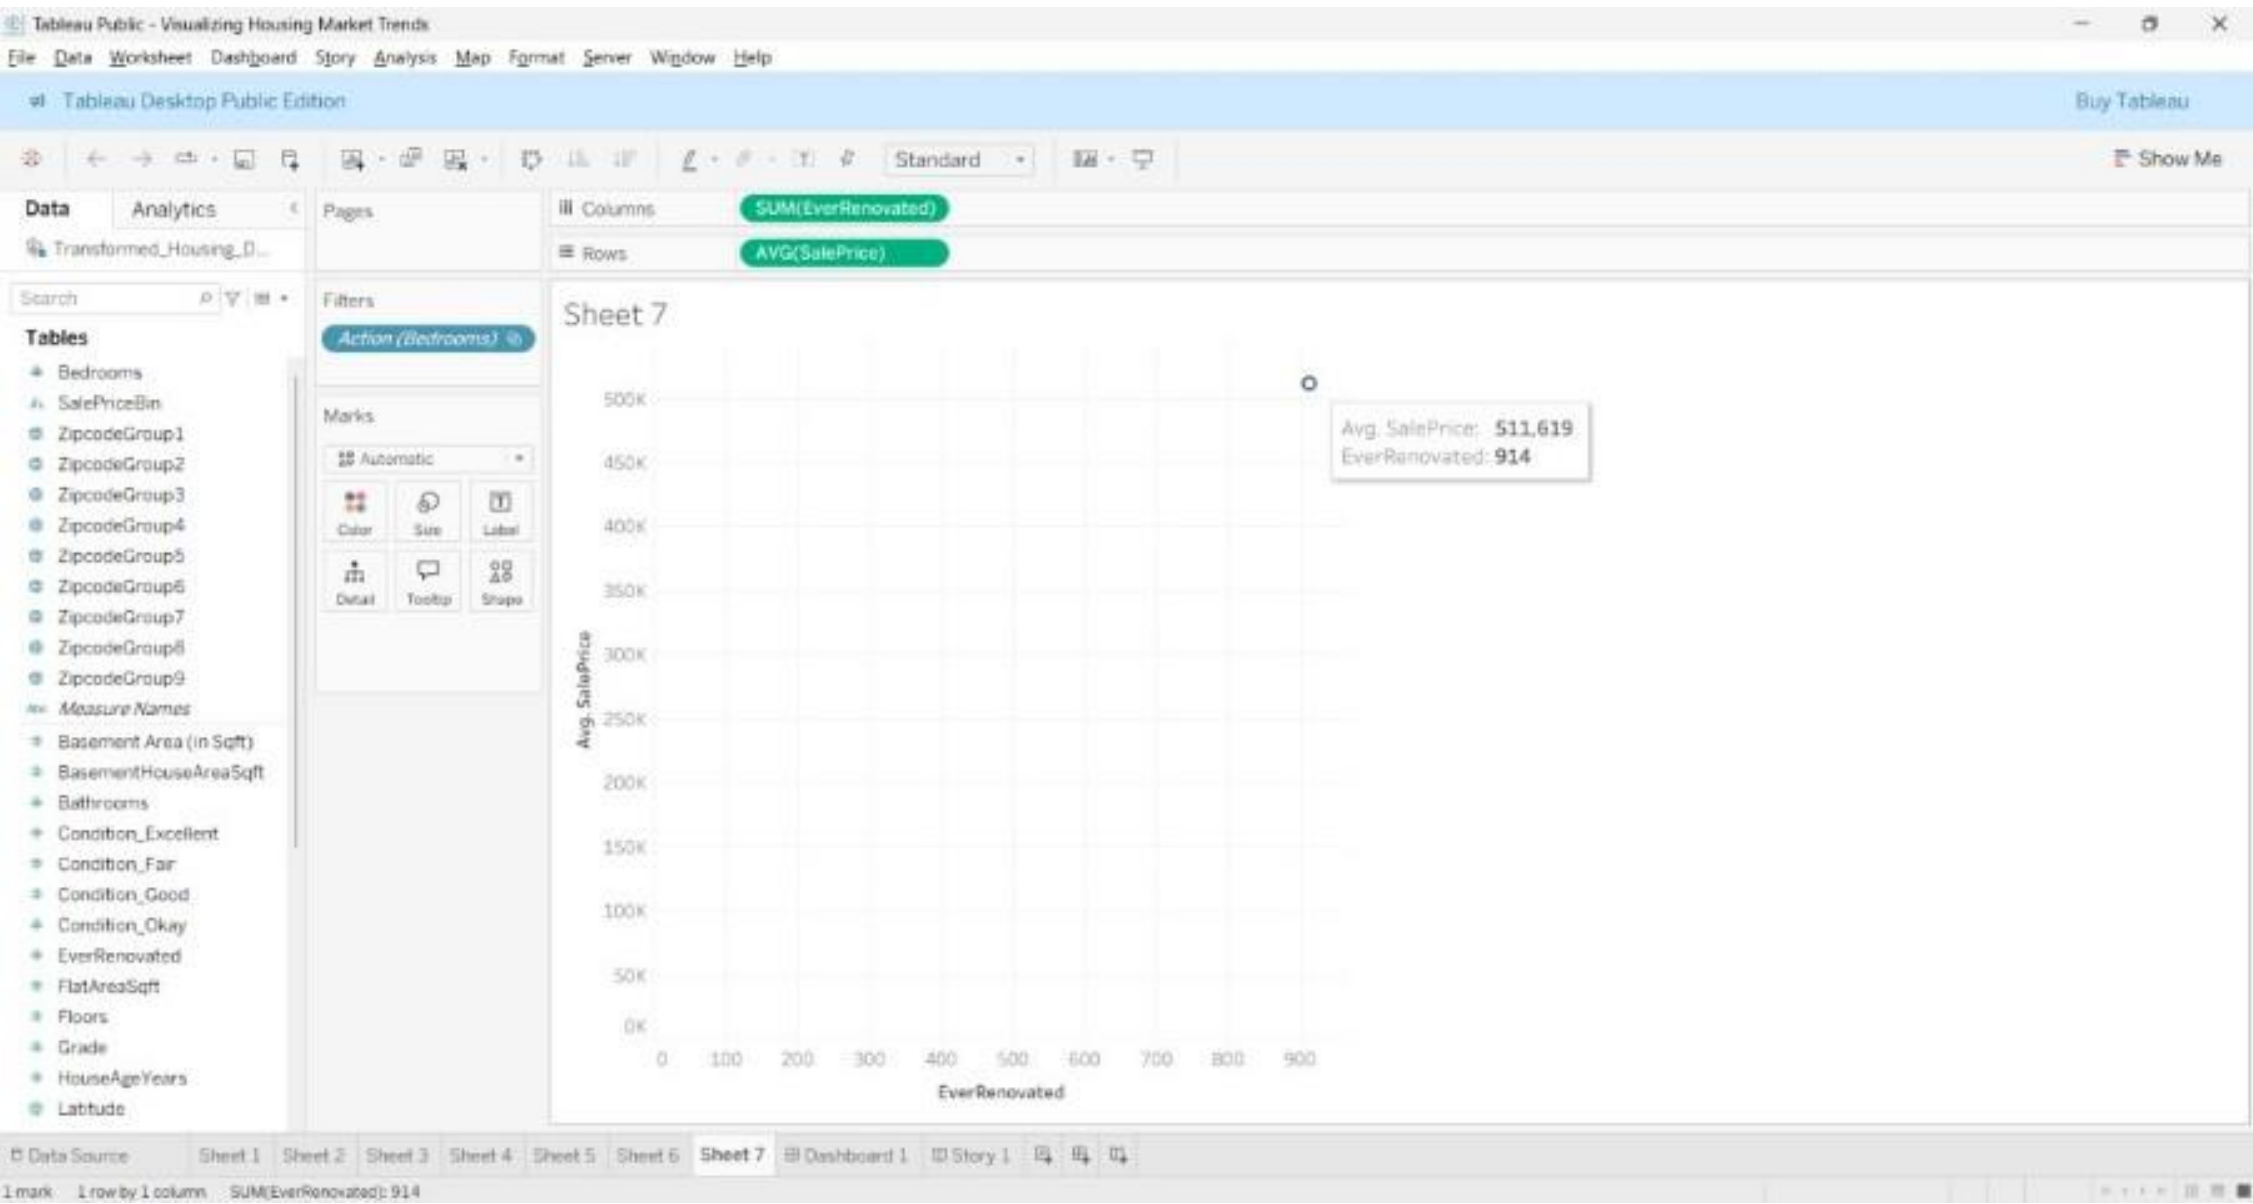 Tableau Public - Visualizing Housing Market Trends
File Data Worksheet Dashboard Story Analysis Map Format Server Window Help
Tableau Desktop Public Edition
Buy Tableau
Standard
Show Me
Data
Analytics
Pages
Columns
SUM(EverRenovated)
Transformed_Housing_D...
Rows
AVG(SalePrice)
Search
Filters
Sheet 7
Tables
Action (Bedrooms)
Bedrooms
SalePriceBin
ZipcodeGroup1
ZipcodeGroup2
ZipcodeGroup3
ZipcodeGroup4
ZipcodeGroup5
ZipcodeGroup6
ZipcodeGroup7
ZipcodeGroup8
ZipcodeGroup9
Abc Measure Names
Basement Area (in Sqft)
BasementHouseAreaSqft
Bathrooms
Condition_Excellent
Condition_Fair
Condition_Good
Condition_Okay
EverRenovated
FlatAreaSqft
Floors
Grade
HouseAgeYears
Latitude
Marks
Automatic
Color Size Label
Detail Tooltip Shape
500K
450K
400K
350K
300K
250K
200K
150K
100K
50K
0K
Avg. SalePrice
Avg. SalePrice: 511,619
EverRenovated: 914
0 100 200 300 400 500 600 700 800 900
EverRenovated
Data Source Sheet 1 Sheet 2 Sheet 3 Sheet 4 Sheet 5 Sheet 6 Sheet 7 Dashboard 1 Story 1
1 mark 1 row by 1 column SUM(EverRenovated): 914